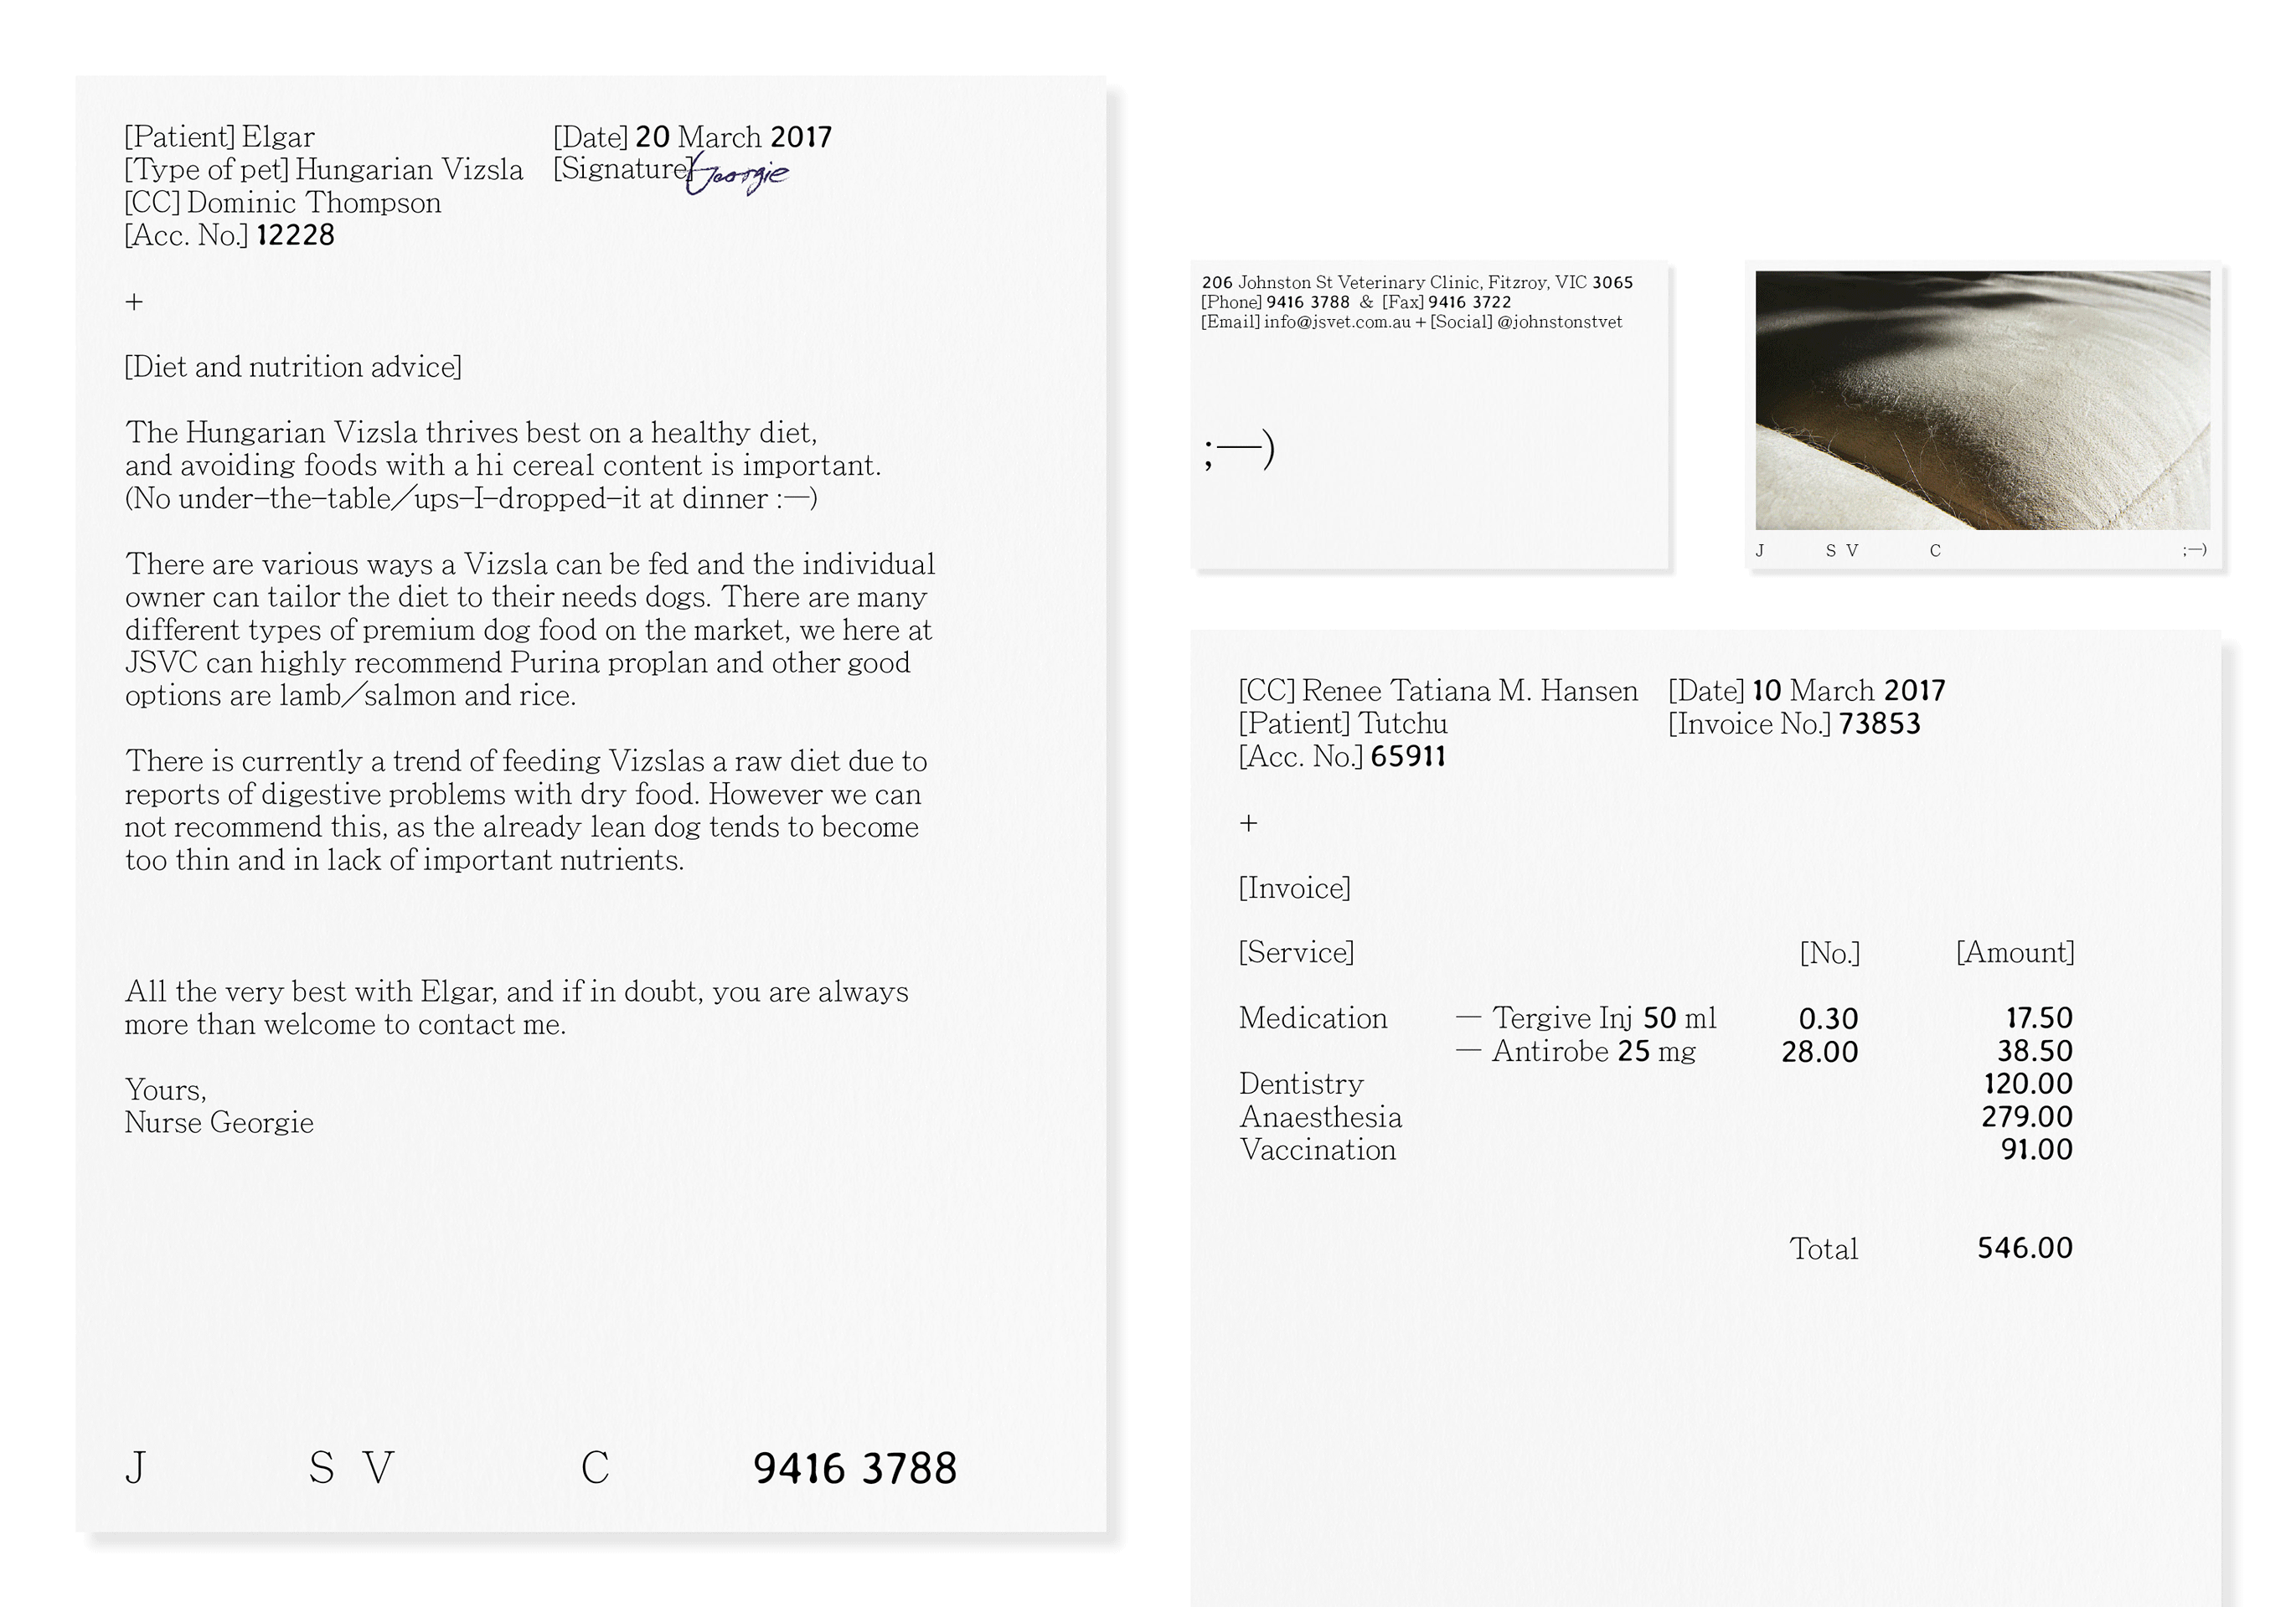 [Patient] Elgar
[Type of pet] Hungarian Vizsla
[CC] Dominic Thompson
[Acc. No.] 12228
[Date] 20 March 2017
[Signature] Georgie
+
[Diet and nutrition advice]
The Hungarian Vizsla thrives best on a healthy diet,
and avoiding foods with a hi cereal content is important.
(No under–the–table/ups–I–dropped–it at dinner :—)
There are various ways a Vizsla can be fed and the individual
owner can tailor the diet to their needs dogs. There are many
different types of premium dog food on the market, we here at
JSVC can highly recommend Purina proplan and other good
options are lamb/salmon and rice.
There is currently a trend of feeding Vizslas a raw diet due to
reports of digestive problems with dry food. However we can
not recommend this, as the already lean dog tends to become
too thin and in lack of important nutrients.
All the very best with Elgar, and if in doubt, you are always
more than welcome to contact me.
Yours,
Nurse Georgie
J S V C 9416 3788
206 Johnston St Veterinary Clinic, Fitzroy, VIC 3065
[Phone] 9416 3788 & [Fax] 9416 3722
[Email] info@jsvet.com.au + [Social] @johnstonstvet
;—)
J S V C ;—)
[CC] Renee Tatiana M. Hansen
[Patient] Tutchu
[Acc. No.] 65911
[Date] 10 March 2017
[Invoice No.] 73853
+
[Invoice]
[Service] [No.] [Amount]
Medication — Tergive Inj 50 ml 0.30 17.50
— Antirobe 25 mg 28.00 38.50
Dentistry 120.00
Anaesthesia 279.00
Vaccination 91.00
Total 546.00